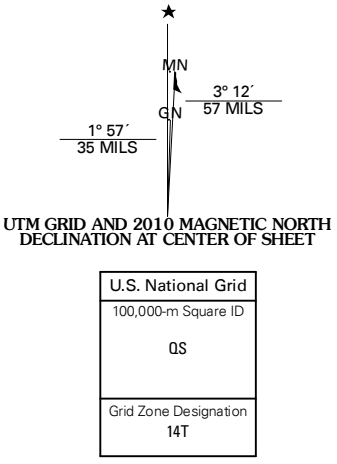 MN
3° 12´
57 MILS
GN
1° 57´
35 MILS
UTM GRID AND 2010 MAGNETIC NORTH
DECLINATION AT CENTER OF SHEET
U.S. National Grid
100,000-m Square ID
QS
Grid Zone Designation
14T